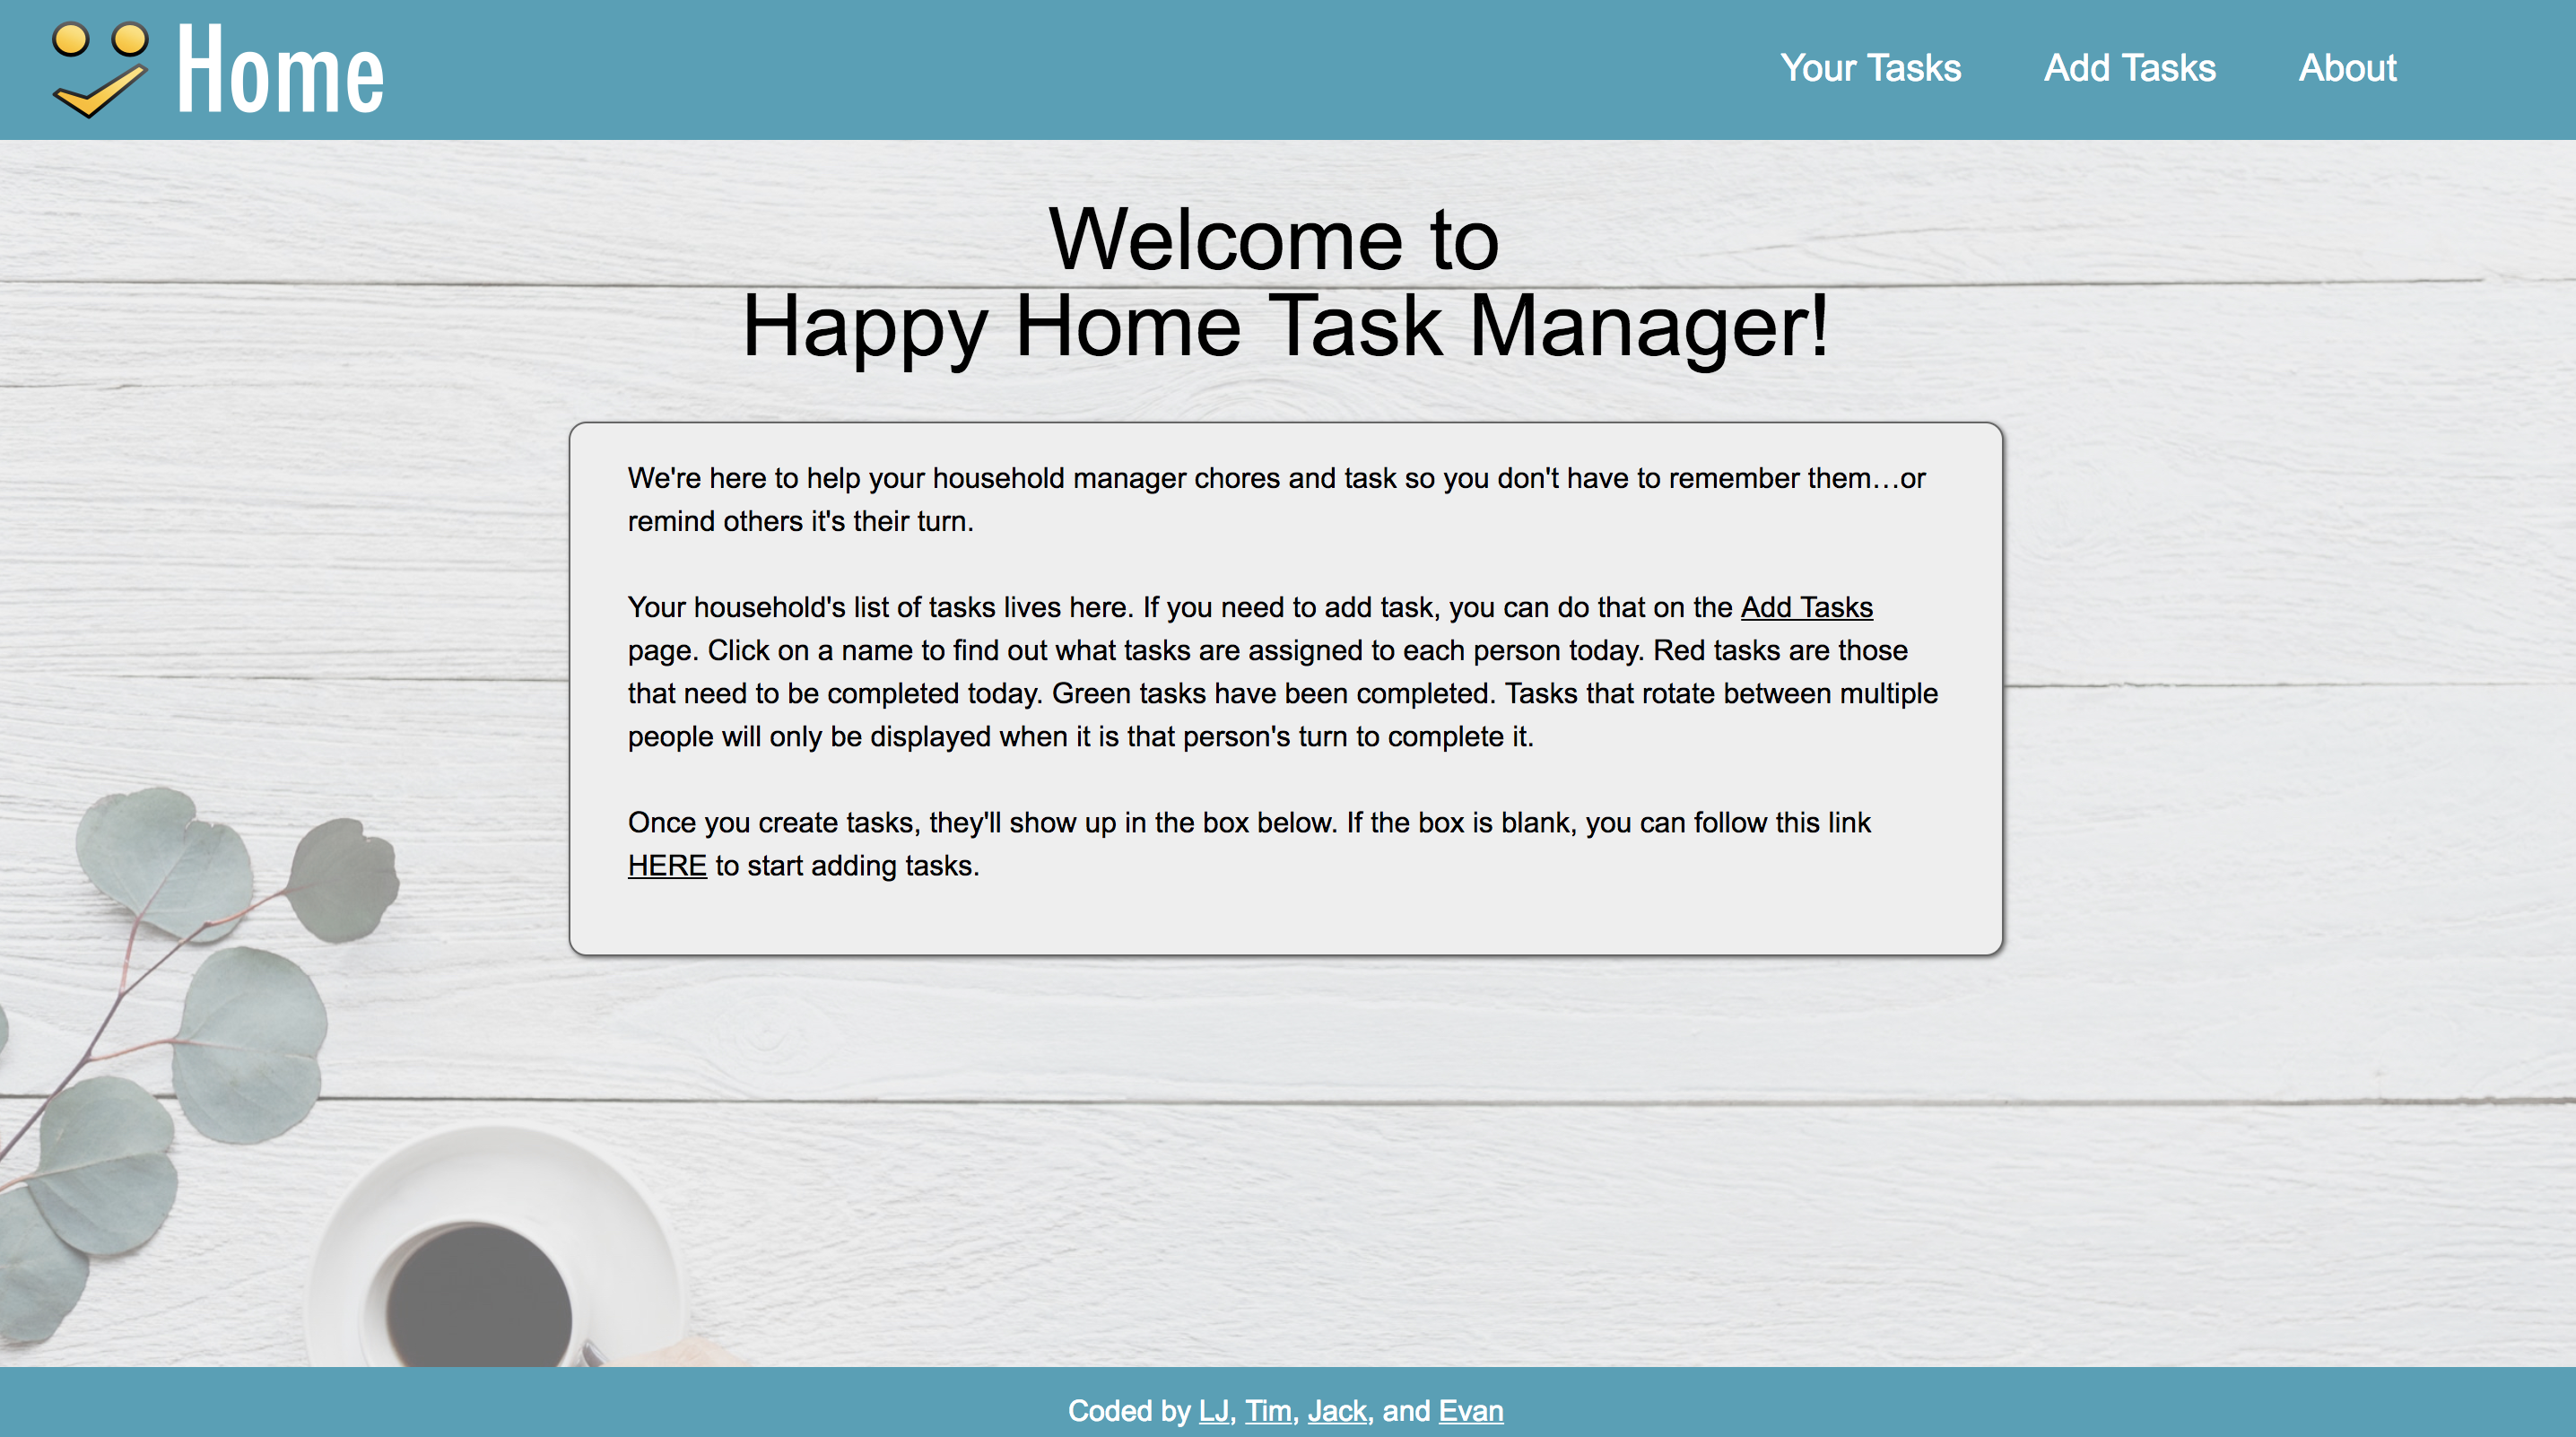 Home
Your Tasks
Add Tasks
About
Welcome to
Happy Home Task Manager!
We're here to help your household manager chores and task so you don't have to remember them…or
remind others it's their turn.
Your household's list of tasks lives here. If you need to add task, you can do that on the Add Tasks
page. Click on a name to find out what tasks are assigned to each person today. Red tasks are those
that need to be completed today. Green tasks have been completed. Tasks that rotate between multiple
people will only be displayed when it is that person's turn to complete it.
Once you create tasks, they'll show up in the box below. If the box is blank, you can follow this link
HERE to start adding tasks.
Coded by LJ, Tim, Jack, and Evan